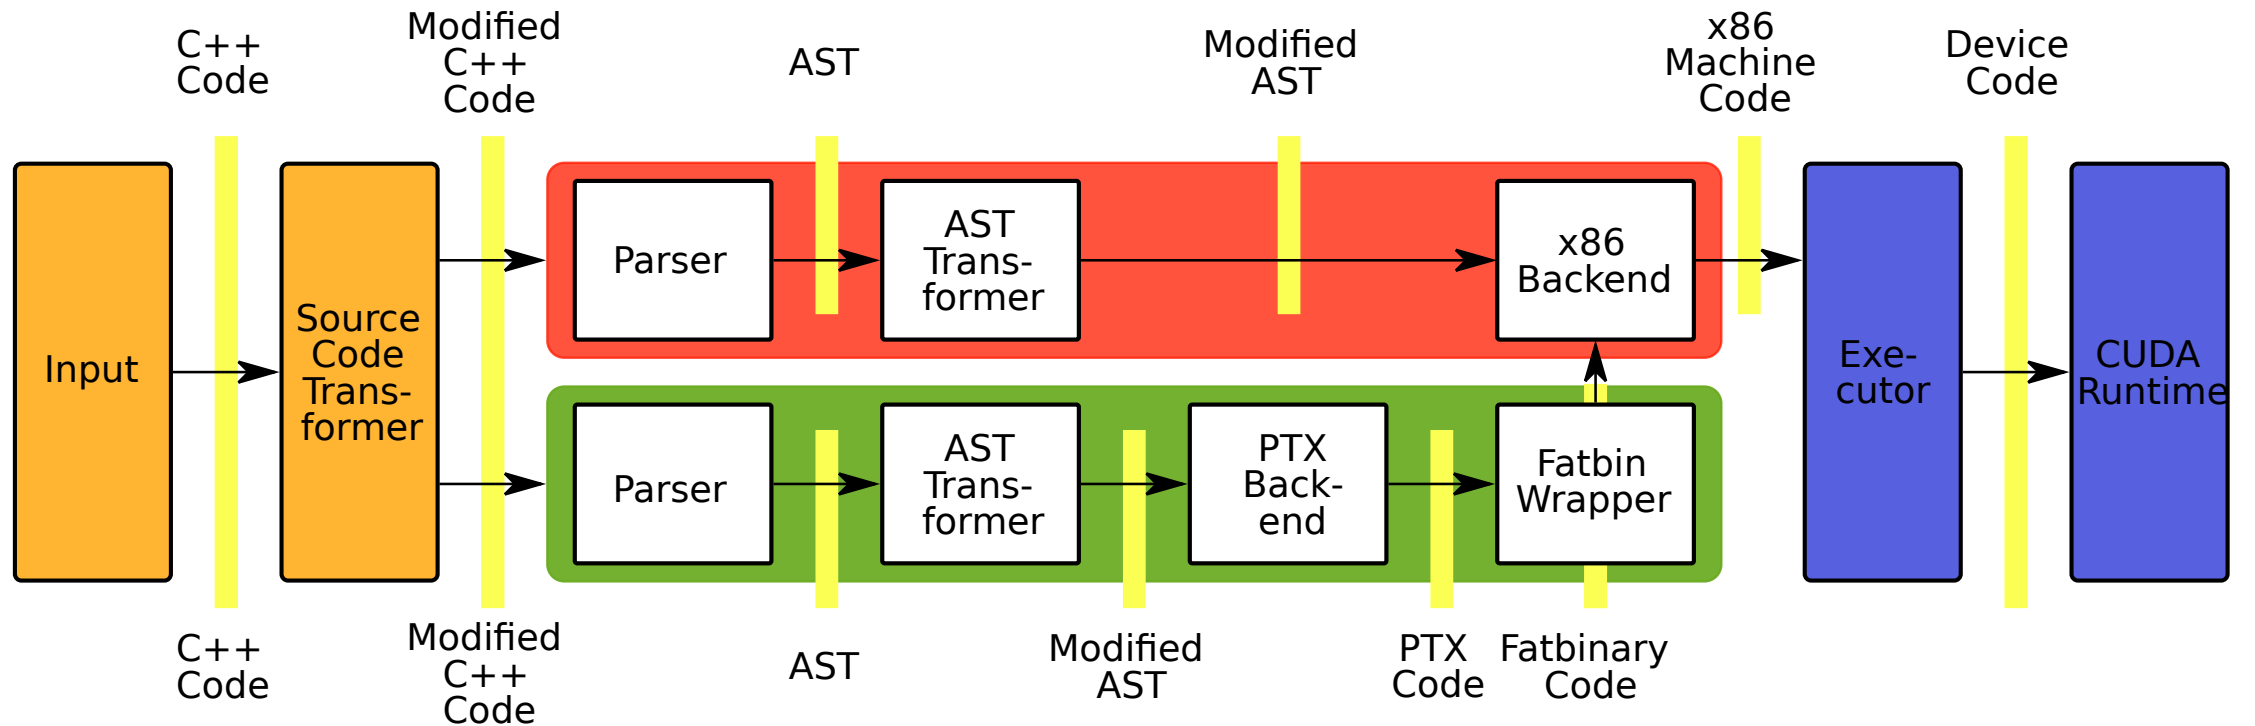 C++
Code
Modified
C++
Code
AST
Modified
AST
x86
Machine
Code
Device
Code
Input
Source
Code
Trans-
former
Parser
AST
Trans-
former
x86
Backend
Parser
AST
Trans-
former
PTX
Back-
end
Fatbin
Wrapper
Exe-
cutor
CUDA
Runtime
C++
Code
Modified
C++
Code
AST
Modified
AST
PTX
Code
Fatbinary
Code